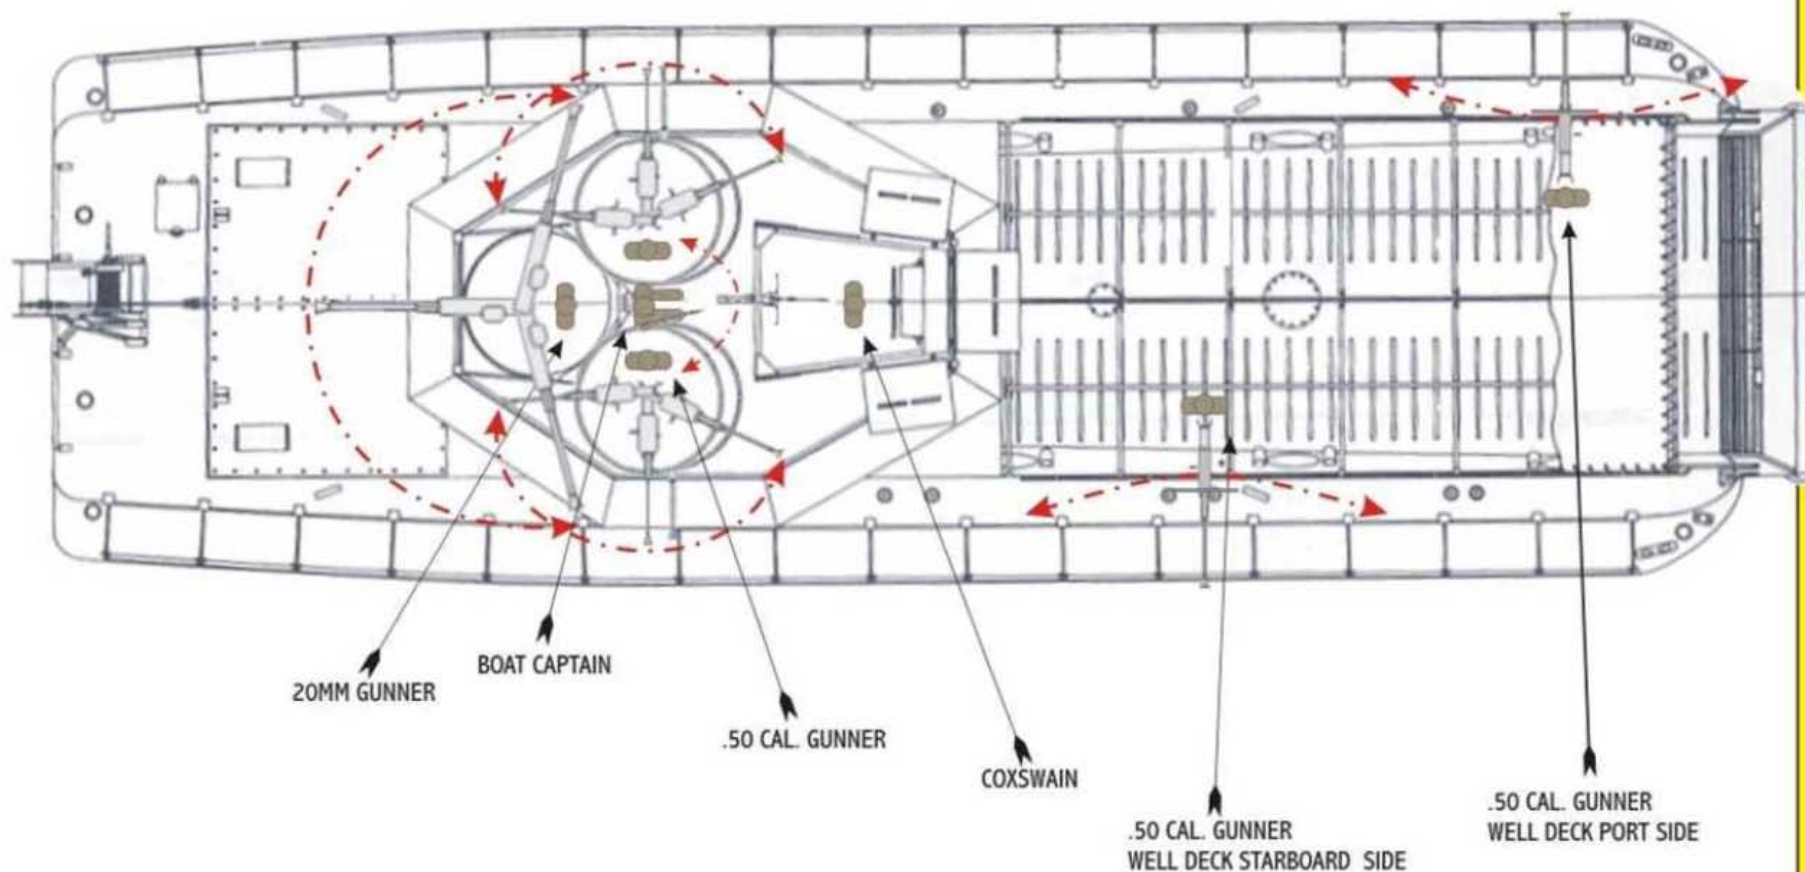 20MM GUNNER
BOAT CAPTAIN
.50 CAL. GUNNER
COXSWAIN
.50 CAL. GUNNER
WELL DECK STARBOARD  SIDE
.50 CAL. GUNNER
WELL DECK PORT SIDE